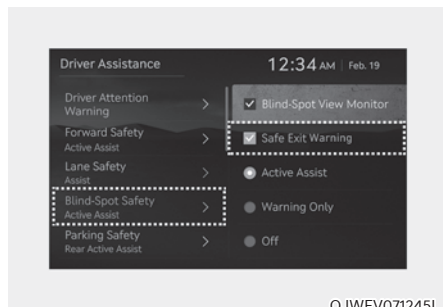 Driver Assistance
12:34 AM | Feb. 19
Driver Attention
Warning
Forward Safety
Active Assist
Lane Safety
Assist
Blind-Spot Safety
Active Assist
Parking Safety
Rear Active Assist
Blind-Spot View Monitor
Safe Exit Warning
Active Assist
Warning Only
Off
OJWEV071245L